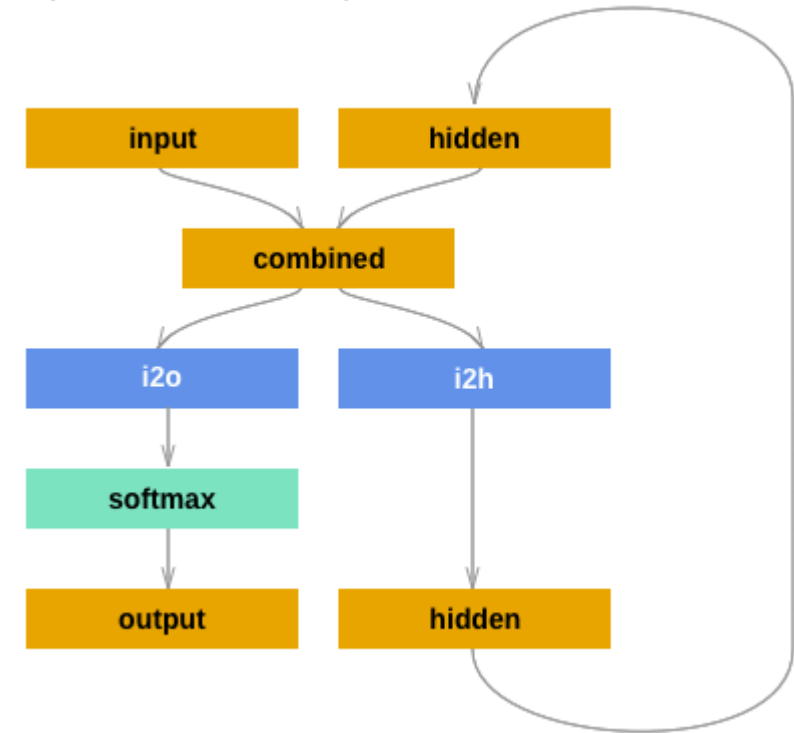 input
hidden
combined
i2o
i2h
softmax
output
hidden